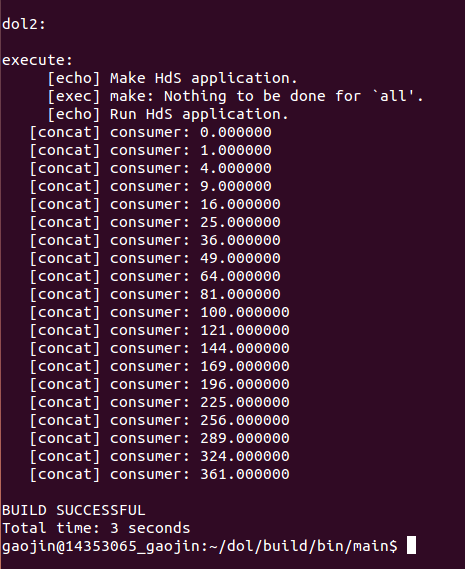 dol2:

execute:
     [echo] Make HdS application.
     [exec] make: Nothing to be done for `all'.
     [echo] Run HdS application.
   [concat] consumer: 0.000000
   [concat] consumer: 1.000000
   [concat] consumer: 4.000000
   [concat] consumer: 9.000000
   [concat] consumer: 16.000000
   [concat] consumer: 25.000000
   [concat] consumer: 36.000000
   [concat] consumer: 49.000000
   [concat] consumer: 64.000000
   [concat] consumer: 81.000000
   [concat] consumer: 100.000000
   [concat] consumer: 121.000000
   [concat] consumer: 144.000000
   [concat] consumer: 169.000000
   [concat] consumer: 196.000000
   [concat] consumer: 225.000000
   [concat] consumer: 256.000000
   [concat] consumer: 289.000000
   [concat] consumer: 324.000000
   [concat] consumer: 361.000000

BUILD SUCCESSFUL
Total time: 3 seconds
gaojin@14353065_gaojin:~/dol/build/bin/main$